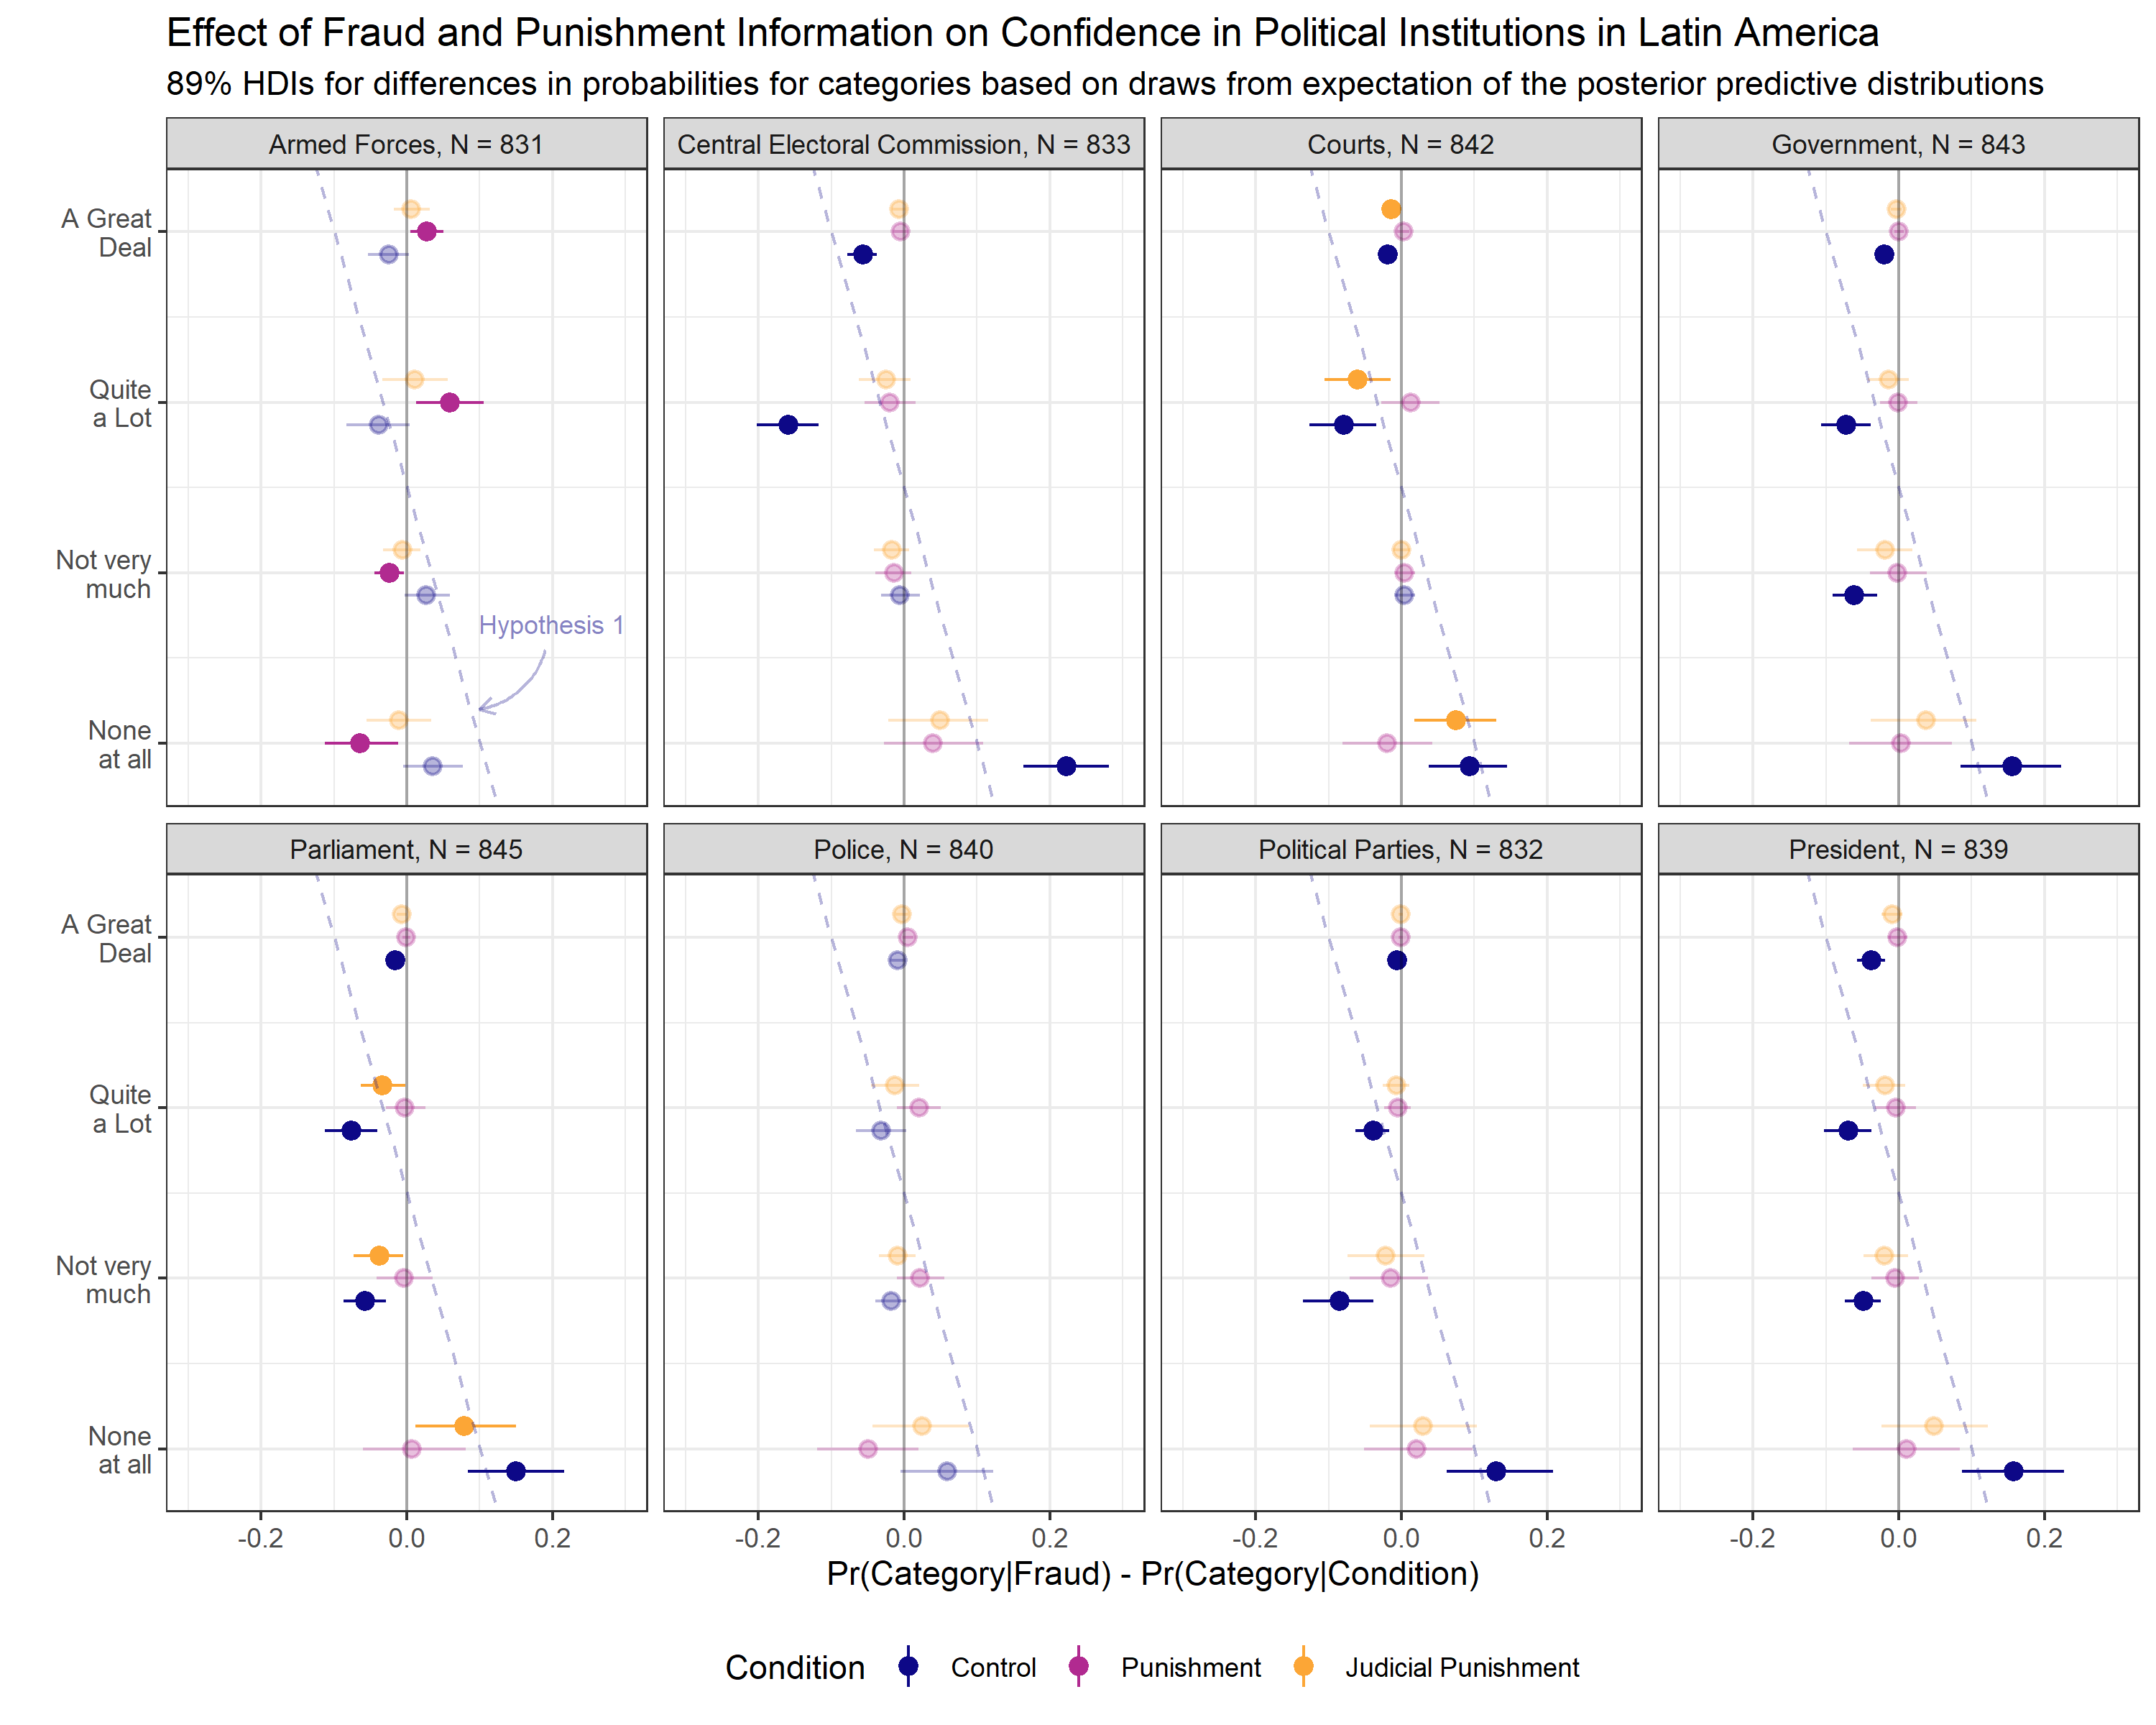 Effect of Fraud and Punishment Information on Confidence in Political Institutions in Latin America
89% HDIs for differences in probabilities for categories based on draws from expectation of the posterior predictive distributions
Armed Forces, N = 831
Central Electoral Commission, N = 833
Courts, N = 842
Government, N = 843
A Great
Deal
Quite
a Lot
Not very
much
None
at all
Hypothesis 1
Parliament, N = 845
Police, N = 840
Political Parties, N = 832
President, N = 839
A Great
Deal
Quite
a Lot
Not very
much
None
at all
-0.2 0.0 0.2
-0.2 0.0 0.2
-0.2 0.0 0.2
-0.2 0.0 0.2
Pr(Category|Fraud) - Pr(Category|Condition)
Condition Control Punishment Judicial Punishment